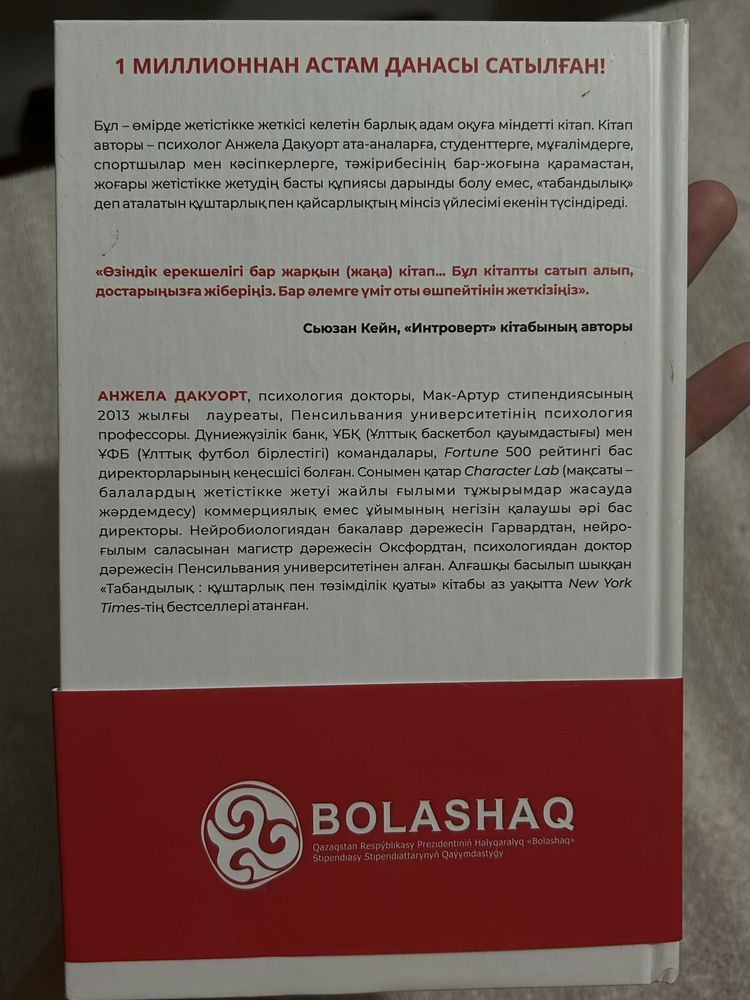 1 МИЛЛИОННАН АСТАМ ДАНАСЫ САТЫЛҒАН!
Бұл – өмірде жетістікке жеткісі келетін барлық адам оқуға міндетті кітап. Кітап
авторы – психолог Анжела Дакуорт ата-аналарға, студенттерге, мұғалімдерге,
спортшылар мен кәсіпкерлерге, тәжірибесінің бар-жоғына қарамастан,
жоғары жетістікке жетудің басты құпиясы дарынды болу емес, «табандылық»
деп аталатын құштарлық пен қайсарлықтың мінсіз үйлесімі екенін түсіндіреді.
«Өзіндік ерекшелігі бар жарқын (жаңа) кітап... Бұл кітапты сатып алып,
достарыңызға жіберіңіз. Бар әлемге үміт оты өшпейтінін жеткізіңіз».
Сьюзан Кейн, «Интроверт» кітабының авторы
АНЖЕЛА ДАКУОРТ, психология докторы, Мак-Артур стипендиясының
2013 жылғы лауреаты, Пенсильвания университетінің психология
профессоры. Дүниежүзілік банк, ҰБҚ (Ұлттық баскетбол қауымдастығы) мен
ҰФБ (Ұлттық футбол бірлестігі) командалары, Fortune 500 рейтингі бас
директорларының кеңесшісі болған. Сонымен қатар Character Lab (мақсаты –
балалардың жетістікке жетуі жайлы ғылыми тұжырымдар жасауда
жәрдемдесу) коммерциялық емес ұйымының негізін қалаушы әрі бас
директоры. Нейробиологиядан бакалавр дәрежесін Гарвардтан, нейро-
ғылым саласынан магистр дәрежесін Оксфордтан, психологиядан доктор
дәрежесін Пенсильвания университетінен алған. Алғашқы басылып шыққан
«Табандылық : құштарлық пен төзімділік қуаты» кітабы аз уақытта New York
Times-тің бестселлері атанған.
BOLASHAQ
Qazaqstan Respýblıkasy Prezıdentiniń Halyqaralyq «Bolashaq»
Stıpendıasy Stıpendıattarynyń Qaýymdastyǵy